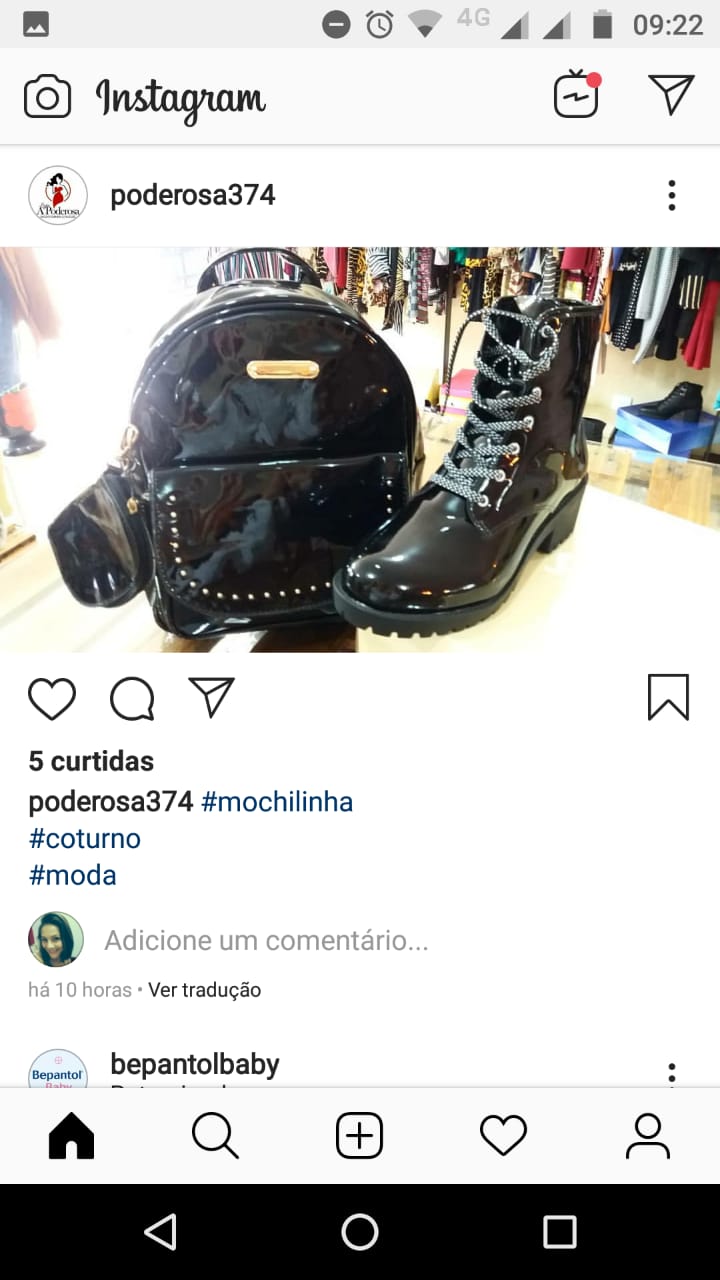 4G 09:22
Instagram
A Poderosa
poderosa374
5 curtidas
poderosa374 #mochilinha
#coturno
#moda
Adicione um comentário...
há 10 horas • Ver tradução
bepantolbaby
Bepantol
Baby